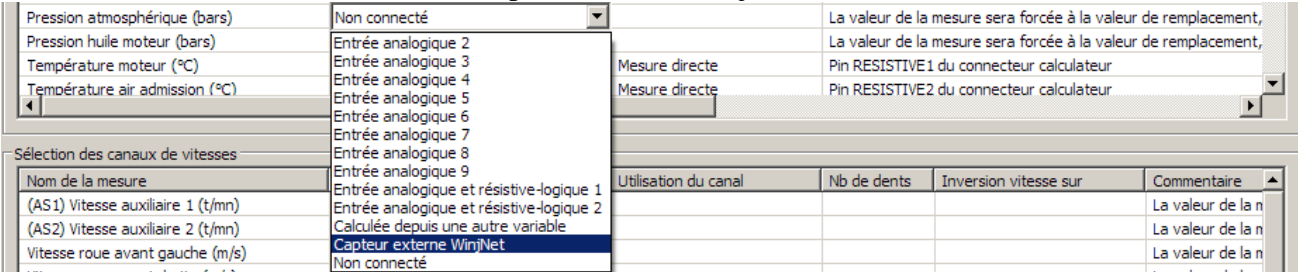 Pression atmosphérique (bars) Non connecté La valeur de la mesure sera forcée à la valeur de remplacement,
Pression huile moteur (bars) La valeur de la mesure sera forcée à la valeur de remplacement,
Température moteur (°C) Mesure directe Pin RESISTIVE1 du connecteur calculateur
Température air admission (°C) Mesure directe Pin RESISTIVE2 du connecteur calculateur
Entrée analogique 2
Entrée analogique 3
Entrée analogique 4
Entrée analogique 5
Entrée analogique 6
Entrée analogique 7
Entrée analogique 8
Entrée analogique 9
Entrée analogique et résistive-logique 1
Entrée analogique et résistive-logique 2
Calculée depuis une autre variable
Capteur externe WinjNet
Non connecté
Sélection des canaux de vitesses
Nom de la mesure Utilisation du canal Nb de dents Inversion vitesse sur Commentaire
(AS1) Vitesse auxiliaire 1 (t/mn) La valeur de la m
(AS2) Vitesse auxiliaire 2 (t/mn) La valeur de la m
Vitesse roue avant gauche (m/s) La valeur de la m